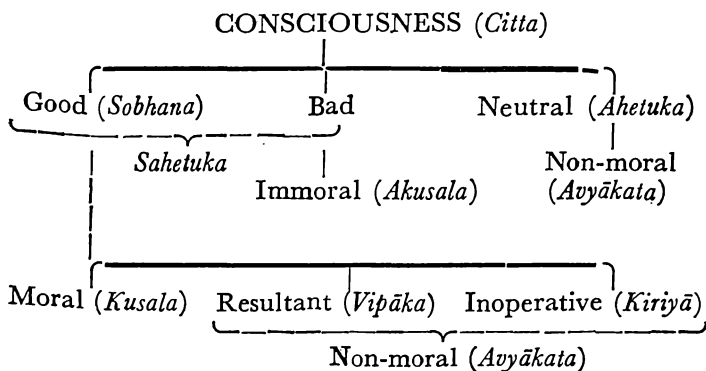 CONSCIOUSNESS (Citta)
Good (Sobhana) Bad Neutral (Ahetuka)
Sahetuka Non-moral
Immoral (Akusala) (Avyākata)
Moral (Kusala) Resultant (Vipāka) Inoperative (Kiriyā)
Non-moral (Avyākata)